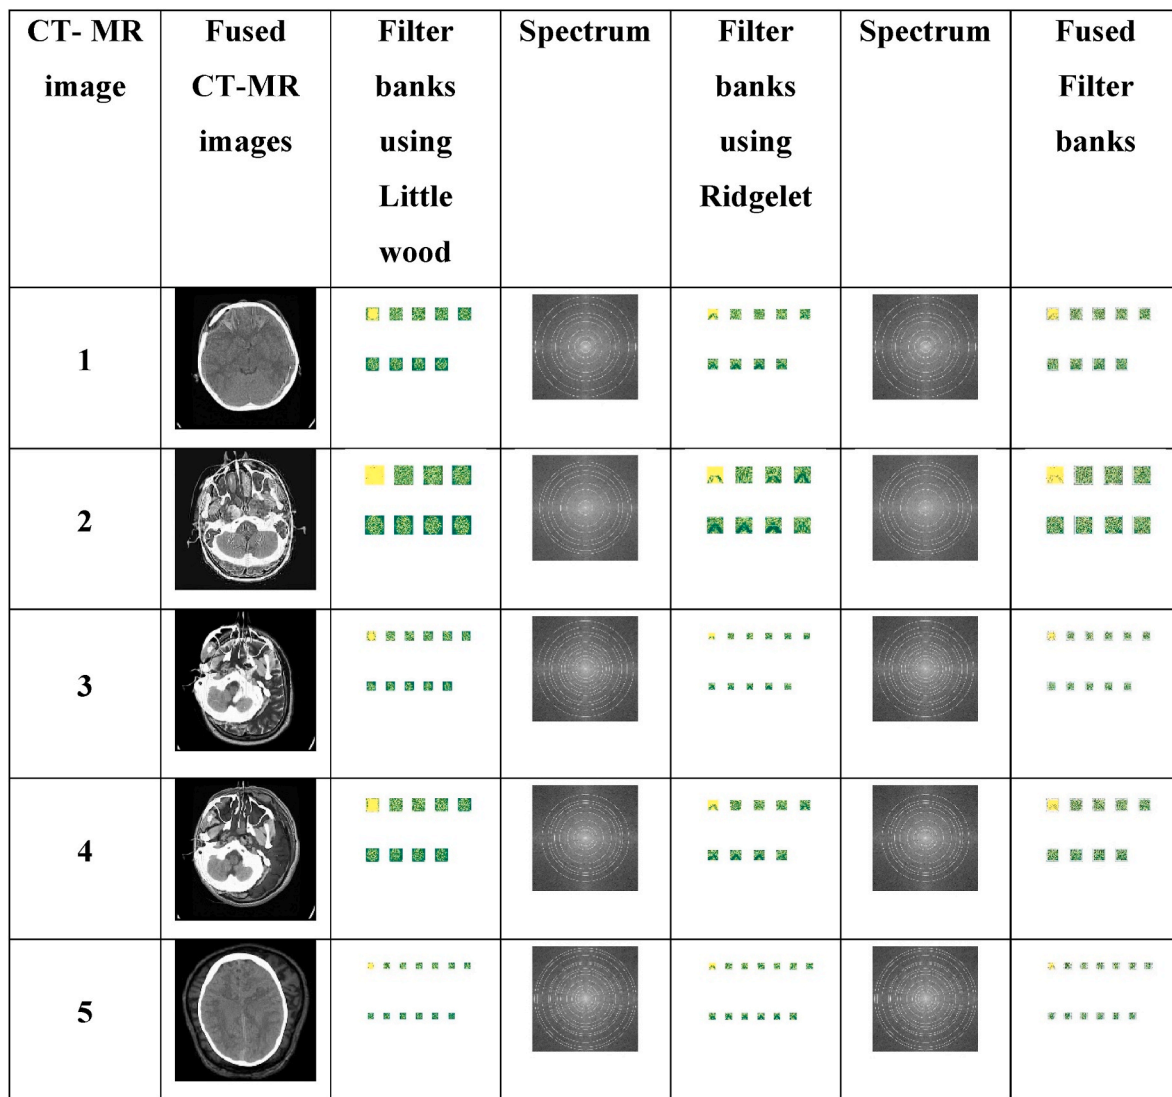 CT- MR
image
Fused
CT-MR
images
Filter
banks
using
Little
wood
Spectrum
Filter
banks
using
Ridgelet
Spectrum
Fused
Filter
banks
1
2
3
4
5